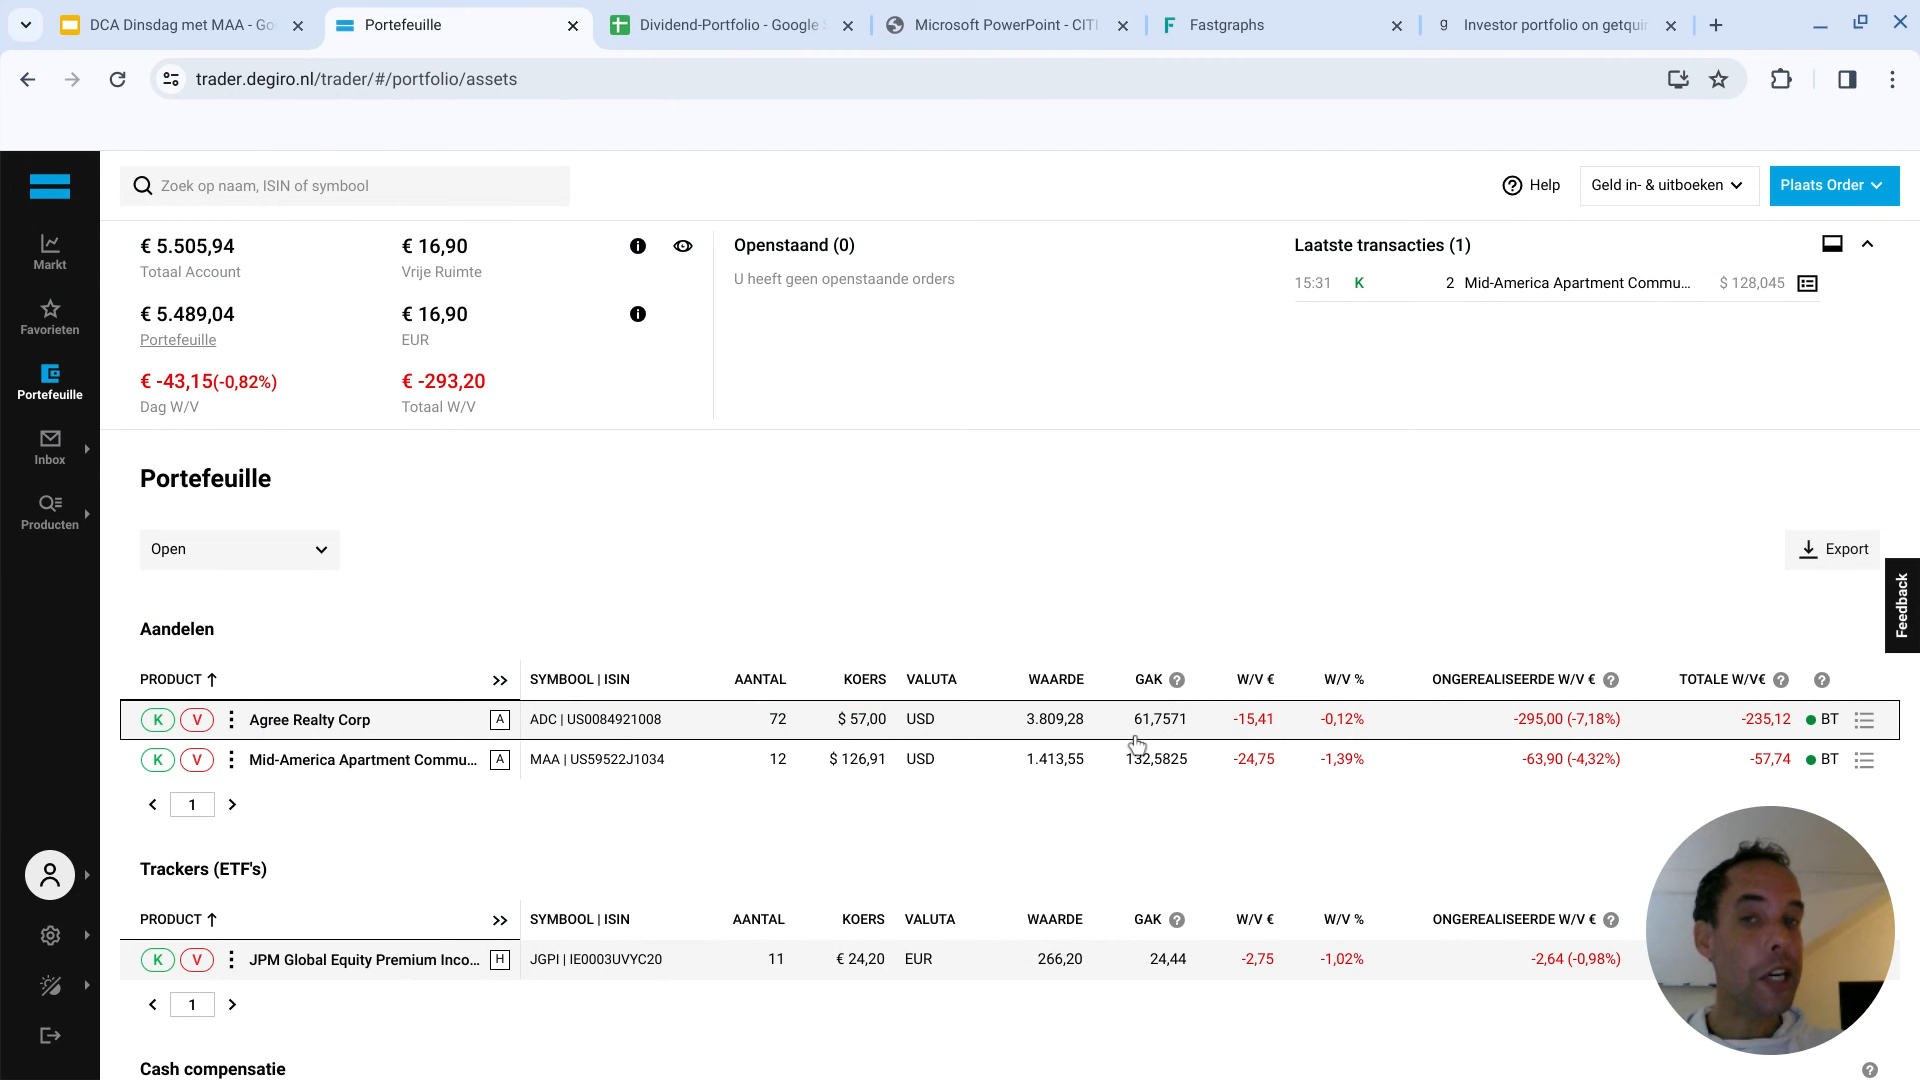 DCA Dinsdag met MAA - Go
Portefeuille
Dividend-Portfolio - Google S
Microsoft PowerPoint - CITI
Fastgraphs
Investor portfolio on getquin
trader.degiro.nl/trader/#/portfolio/assets
Zoek op naam, ISIN of symbool
Help
Geld in- & uitboeken
Plaats Order
Markt
Favorieten
Portefeuille
Inbox
Producten
€ 5.505,94
Totaal Account
€ 16,90
Vrije Ruimte
€ 5.489,04
Portefeuille
€ 16,90
EUR
€ -43,15(-0,82%)
Dag W/V
€ -293,20
Totaal W/V
Openstaand (0)
U heeft geen openstaande orders
Laatste transacties (1)
15:31 K 2 Mid-America Apartment Commu... $ 128,045
Portefeuille
Open
Export
Feedback
Aandelen
PRODUCT SYMBOOL | ISIN AANTAL KOERS VALUTA WAARDE GAK W/V € W/V % ONGEREALISEERDE W/V € TOTALE W/V€
K V Agree Realty Corp A ADC | US0084921008 72 $ 57,00 USD 3.809,28 61,7571 -15,41 -0,12% -295,00 (-7,18%) -235,12 BT
K V Mid-America Apartment Commu... A MAA | US59522J1034 12 $ 126,91 USD 1.413,55 132,5825 -24,75 -1,39% -63,90 (-4,32%) -57,74 BT
1
Trackers (ETF's)
PRODUCT SYMBOOL | ISIN AANTAL KOERS VALUTA WAARDE GAK W/V € W/V % ONGEREALISEERDE W/V €
K V JPM Global Equity Premium Inco... H JGPI | IE0003UVYC20 11 € 24,20 EUR 266,20 24,44 -2,75 -1,02% -2,64 (-0,98%)
1
Cash compensatie